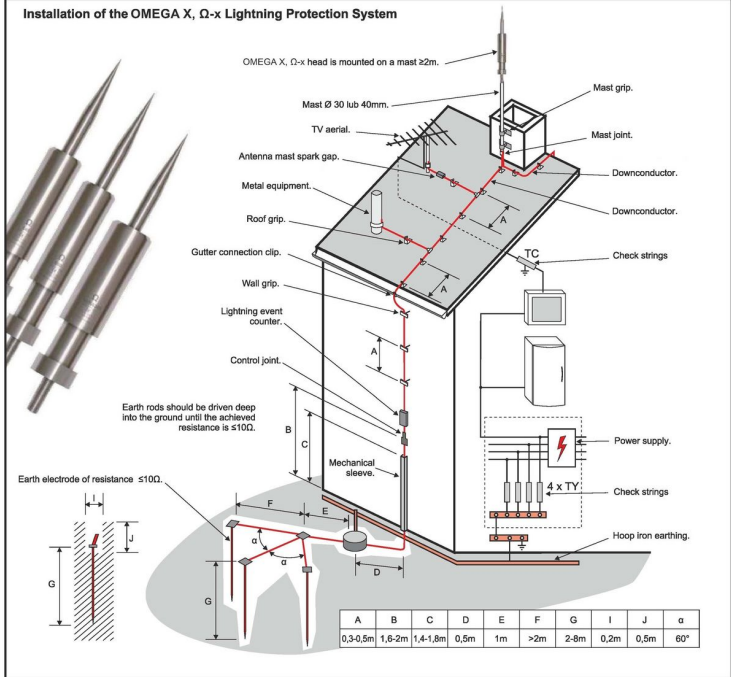 Installation of the OMEGA X, Ω-x Lightning Protection System
OMEGA X, Ω-x head is mounted on a mast ≥2m.
Mast Ø 30 lub 40mm.
TV aerial.
Antenna mast spark gap.
Metal equipment.
Roof grip.
Gutter connection clip.
Wall grip.
Lightning event
counter.
Control joint.
Earth rods should be driven deep
into the ground until the achieved
resistance is ≤10Ω.
Mechanical
sleeve.
Earth electrode of resistance ≤10Ω.
Mast grip.
Mast joint.
Downconductor.
Downconductor.
TC
Check strings
Power supply.
4 x TY
Check strings
Hoop iron earthing.
A
A
A
B
C
F
E
D
α
α
G
I
J
G
A B C D E F G I J α
0,3-0,5m 1,6-2m 1,4-1,8m 0,5m 1m >2m 2-8m 0,2m 0,5m 60°